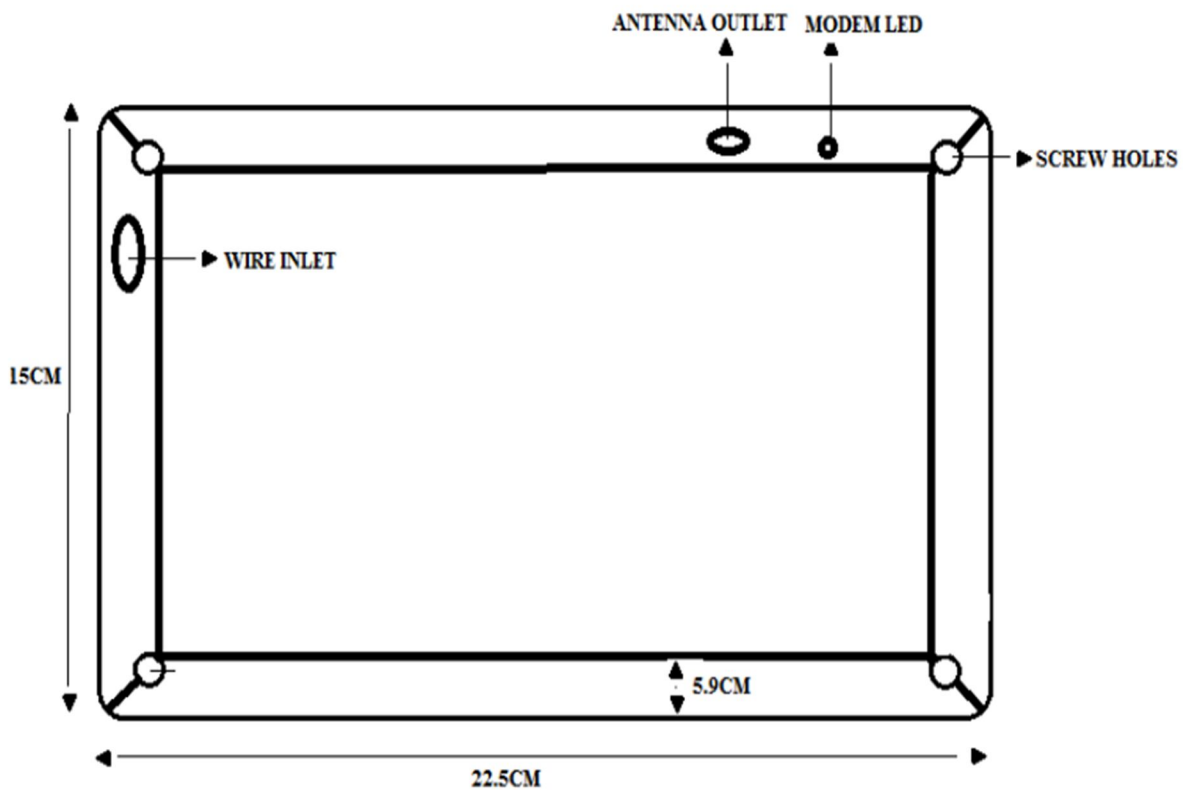 ANTENNA OUTLET
MODEM LED
SCREW HOLES
WIRE INLET
15CM
5.9CM
22.5CM